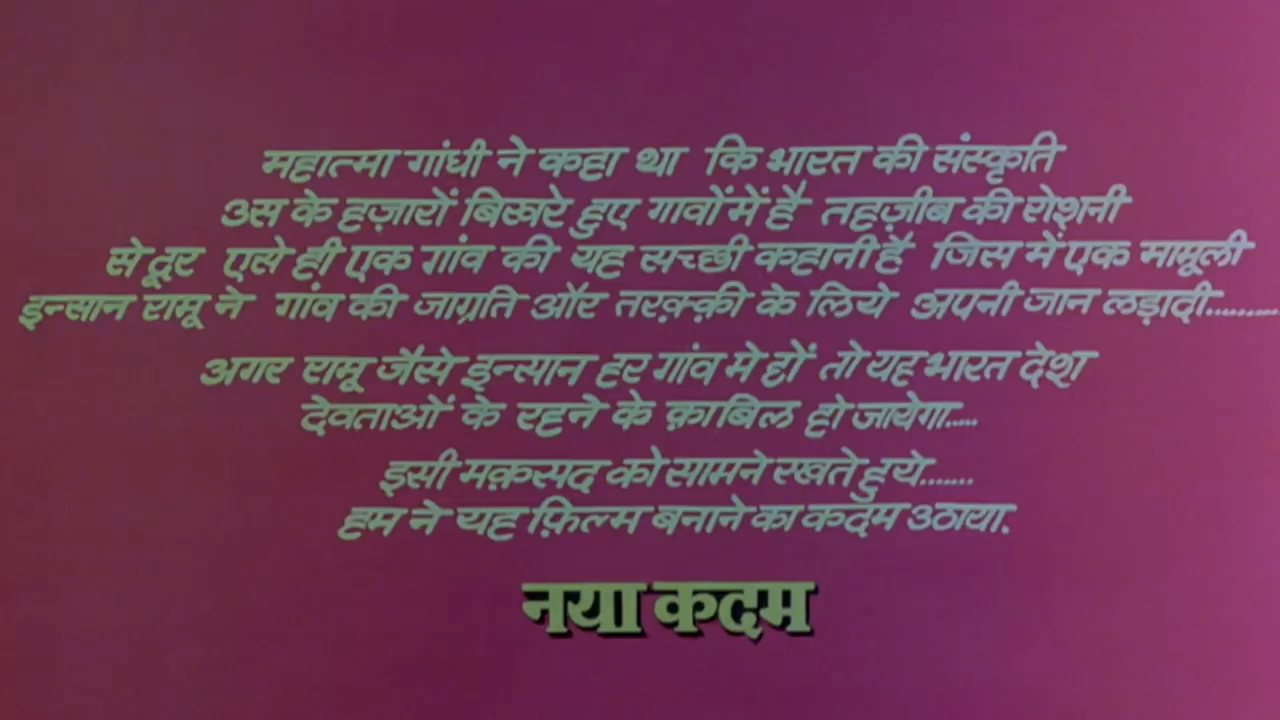 महात्मा गांधी ने कहा था कि भारत की संस्कृति
उस के हज़ारों बिखरे हुए गावों में है तहज़ीब की रोशनी
से दूर एसे ही एक गांव की यह सच्छी कहानी है जिस में एक मामूली
इन्सान रामू ने गांव की जाग्रति और तरक़्क़ी के लिये अपनी जान लड़ादी.........
अगर रामू जैसे इन्सान हर गांव मे हों तो यह भारत देश
देवताओं के रहने के क़ाबिल हो जायेगा....
इसी मक़सद को सामने रखते हुये.......
हम ने यह फ़िल्म बनाने का कदम उठाया.
नया कदम